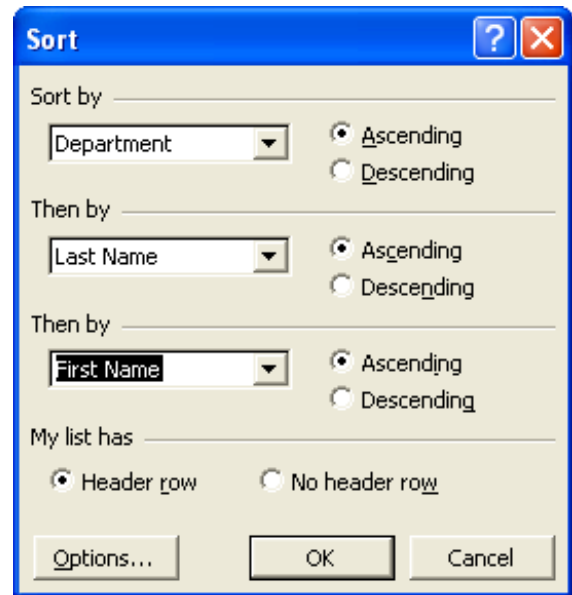 Sort ?
Sort by
Department Ascending
Descending
Then by
Last Name Ascending
Descending
Then by
First Name Ascending
Descending
My list has
Header row No header row
Options... OK Cancel